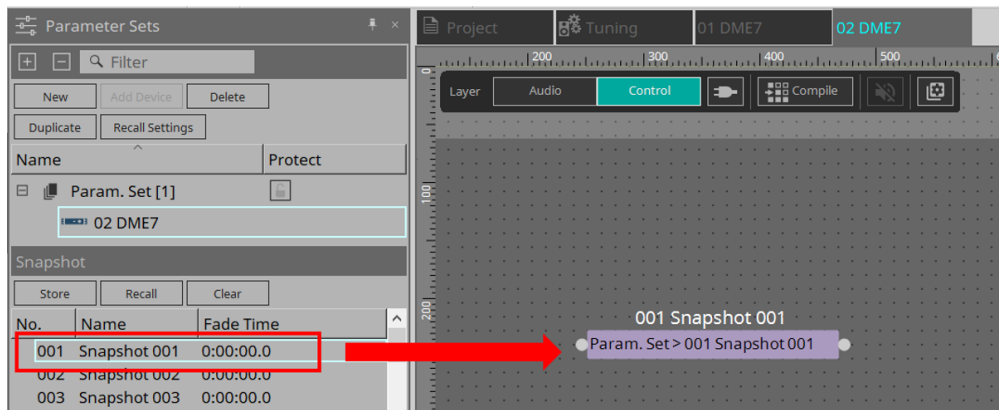 Parameter Sets
Filter
New Add Device Delete
Duplicate Recall Settings
Name Protect
Param. Set [1]
02 DME7
Snapshot
Store Recall Clear
No. Name Fade Time
001 Snapshot 001 0:00:00.0
002 Snapshot 002 0:00:00.0
003 Snapshot 003 0:00:00.0
Project Tuning 01 DME7 02 DME7
200 300 400 500
Layer Audio Control Compile
100
200
001 Snapshot 001
Param. Set > 001 Snapshot 001